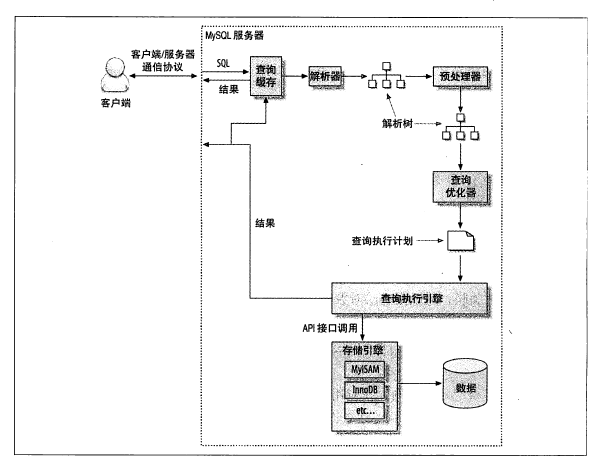 MySQL 服务器
客户端/服务器
通信协议
客户端
SQL
结果
查询
缓存
解析器
预处理器
解析树
查询
优化器
结果
查询执行计划
查询执行引擎
API 接口调用
存储引擎
MyISAM
InnoDB
etc...
数据